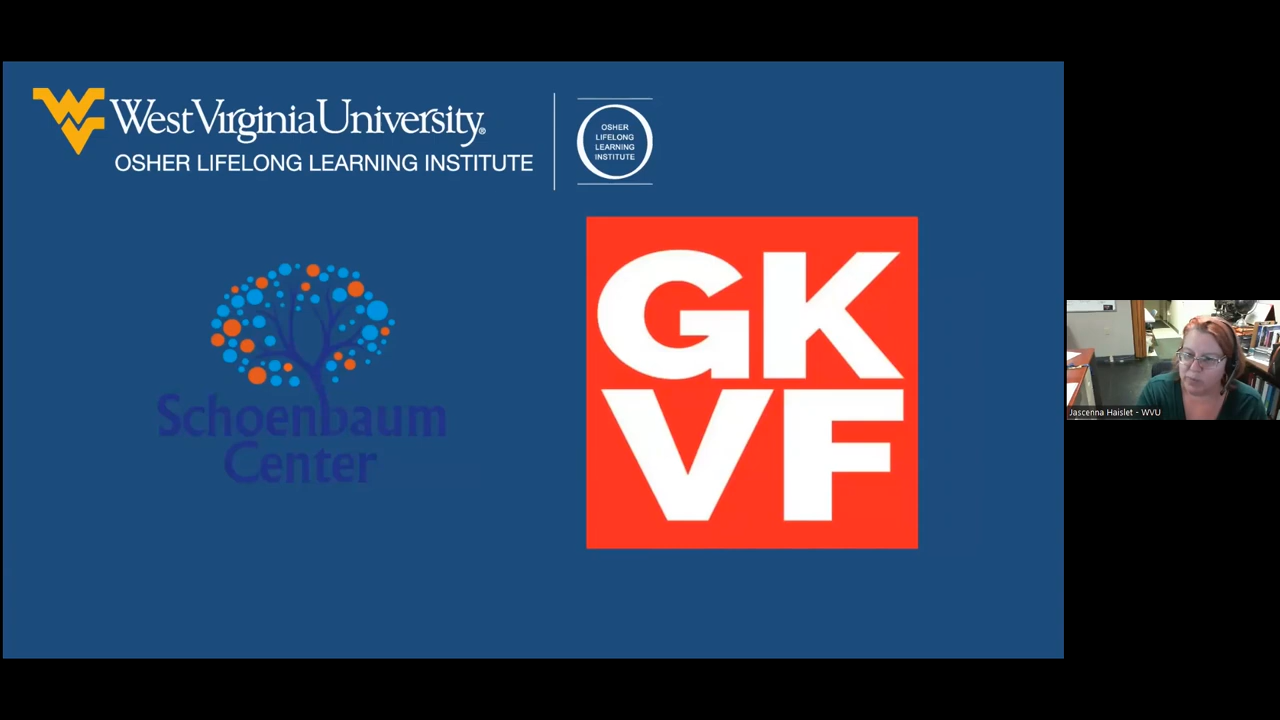 West Virginia University®
OSHER LIFELONG LEARNING INSTITUTE
OSHER
LIFELONG
LEARNING
INSTITUTE
Schoenbaum
Center
GK
VF
Jascenna Haislet - WVU